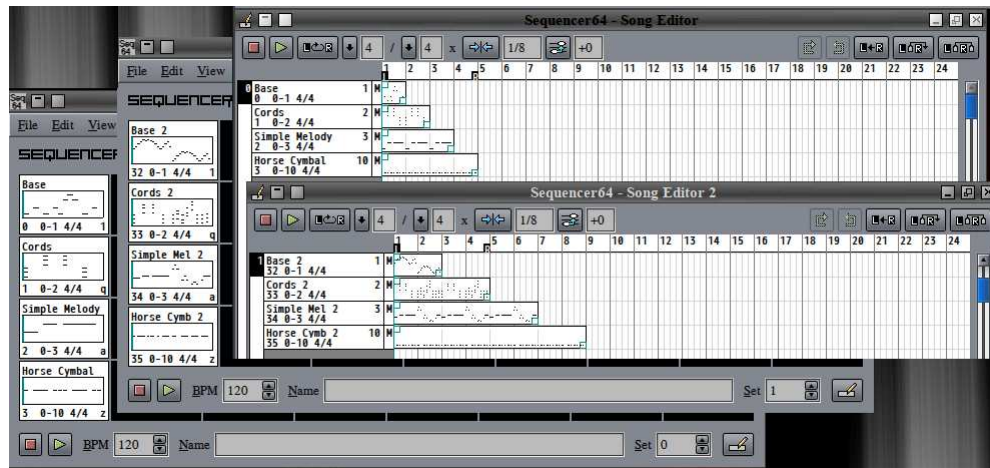 Sequencer64 - Song Editor
L R 4 / 4 x 1/8 +0 L+R
1 2 3 4 5 6 7 8 9 10 11 12 13 14 15 16 17 18 19 20 21 22 23 24
L R
0 Base 1 M
0 0-1 4/4
Cords 2 M
1 0-2 4/4
Simple Melody 3 M
2 0-3 4/4
Horse Cymbal 10 M
3 0-10 4/4
Sequencer64 - Song Editor 2
L R 4 / 4 x 1/8 +0 L+R
1 2 3 4 5 6 7 8 9 10 11 12 13 14 15 16 17 18 19 20 21 22 23 24
L R
1 Base 2 1 M
32 0-1 4/4
Cords 2 2 M
33 0-2 4/4
Simple Mel 2 3 M
34 0-3 4/4
Horse Cymb 2 10 M
35 0-10 4/4
Seq 64
File Edit View
SEQUENCER
Base 2
32 0-1 4/4 1
Cords 2
33 0-2 4/4 q
Simple Mel 2
34 0-3 4/4 a
Horse Cymb 2
35 0-10 4/4 z
BPM 120 Name Set 1
Seq 64
File Edit View
SEQUENCE
Base
0 0-1 4/4 1
Cords
1 0-2 4/4 q
Simple Melody
2 0-3 4/4 a
Horse Cymbal
3 0-10 4/4 z
BPM 120 Name Set 0